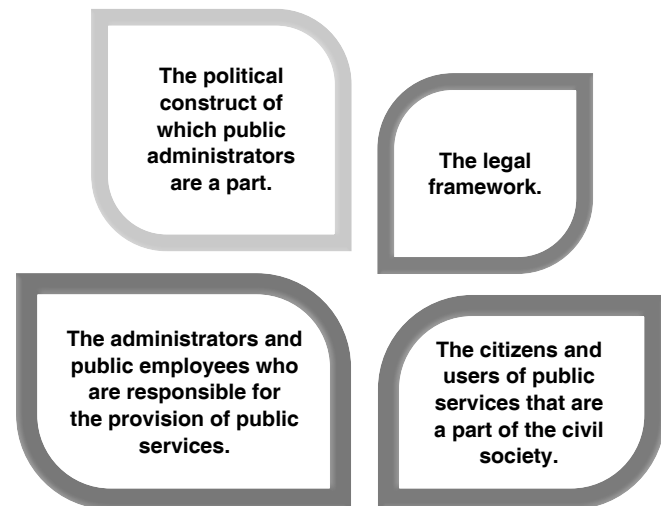 The political
construct of
which public
administrators
are a part.
The legal
framework.
The administrators and
public employees who
are responsible for
the provision of public
services.
The citizens and
users of public
services that are
a part of the civil
society.